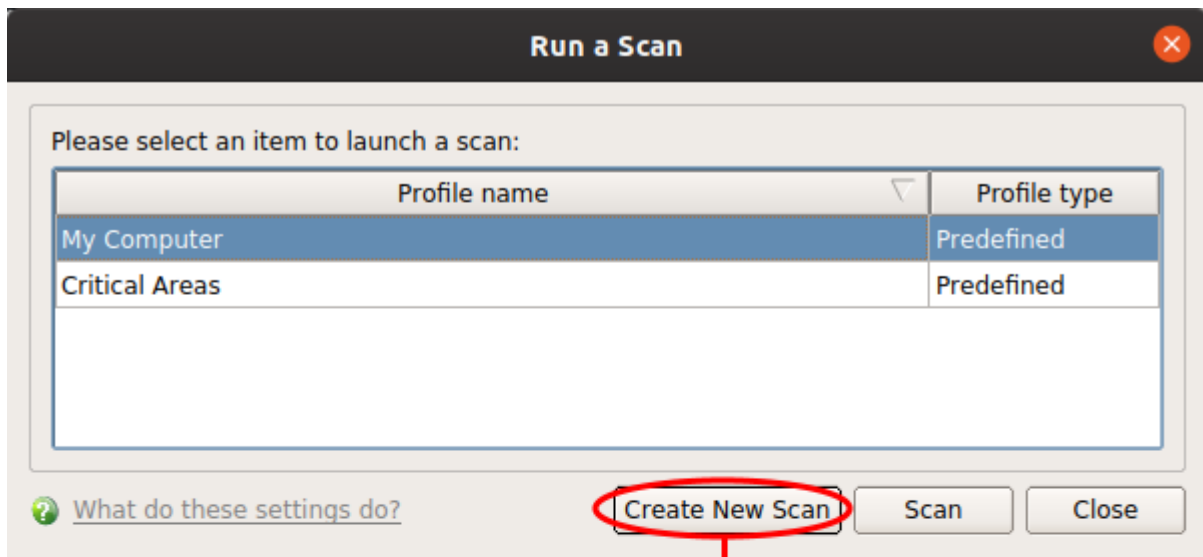 Run a Scan
Please select an item to launch a scan:
Profile name Profile type
My Computer Predefined
Critical Areas Predefined
What do these settings do? Create New Scan Scan Close